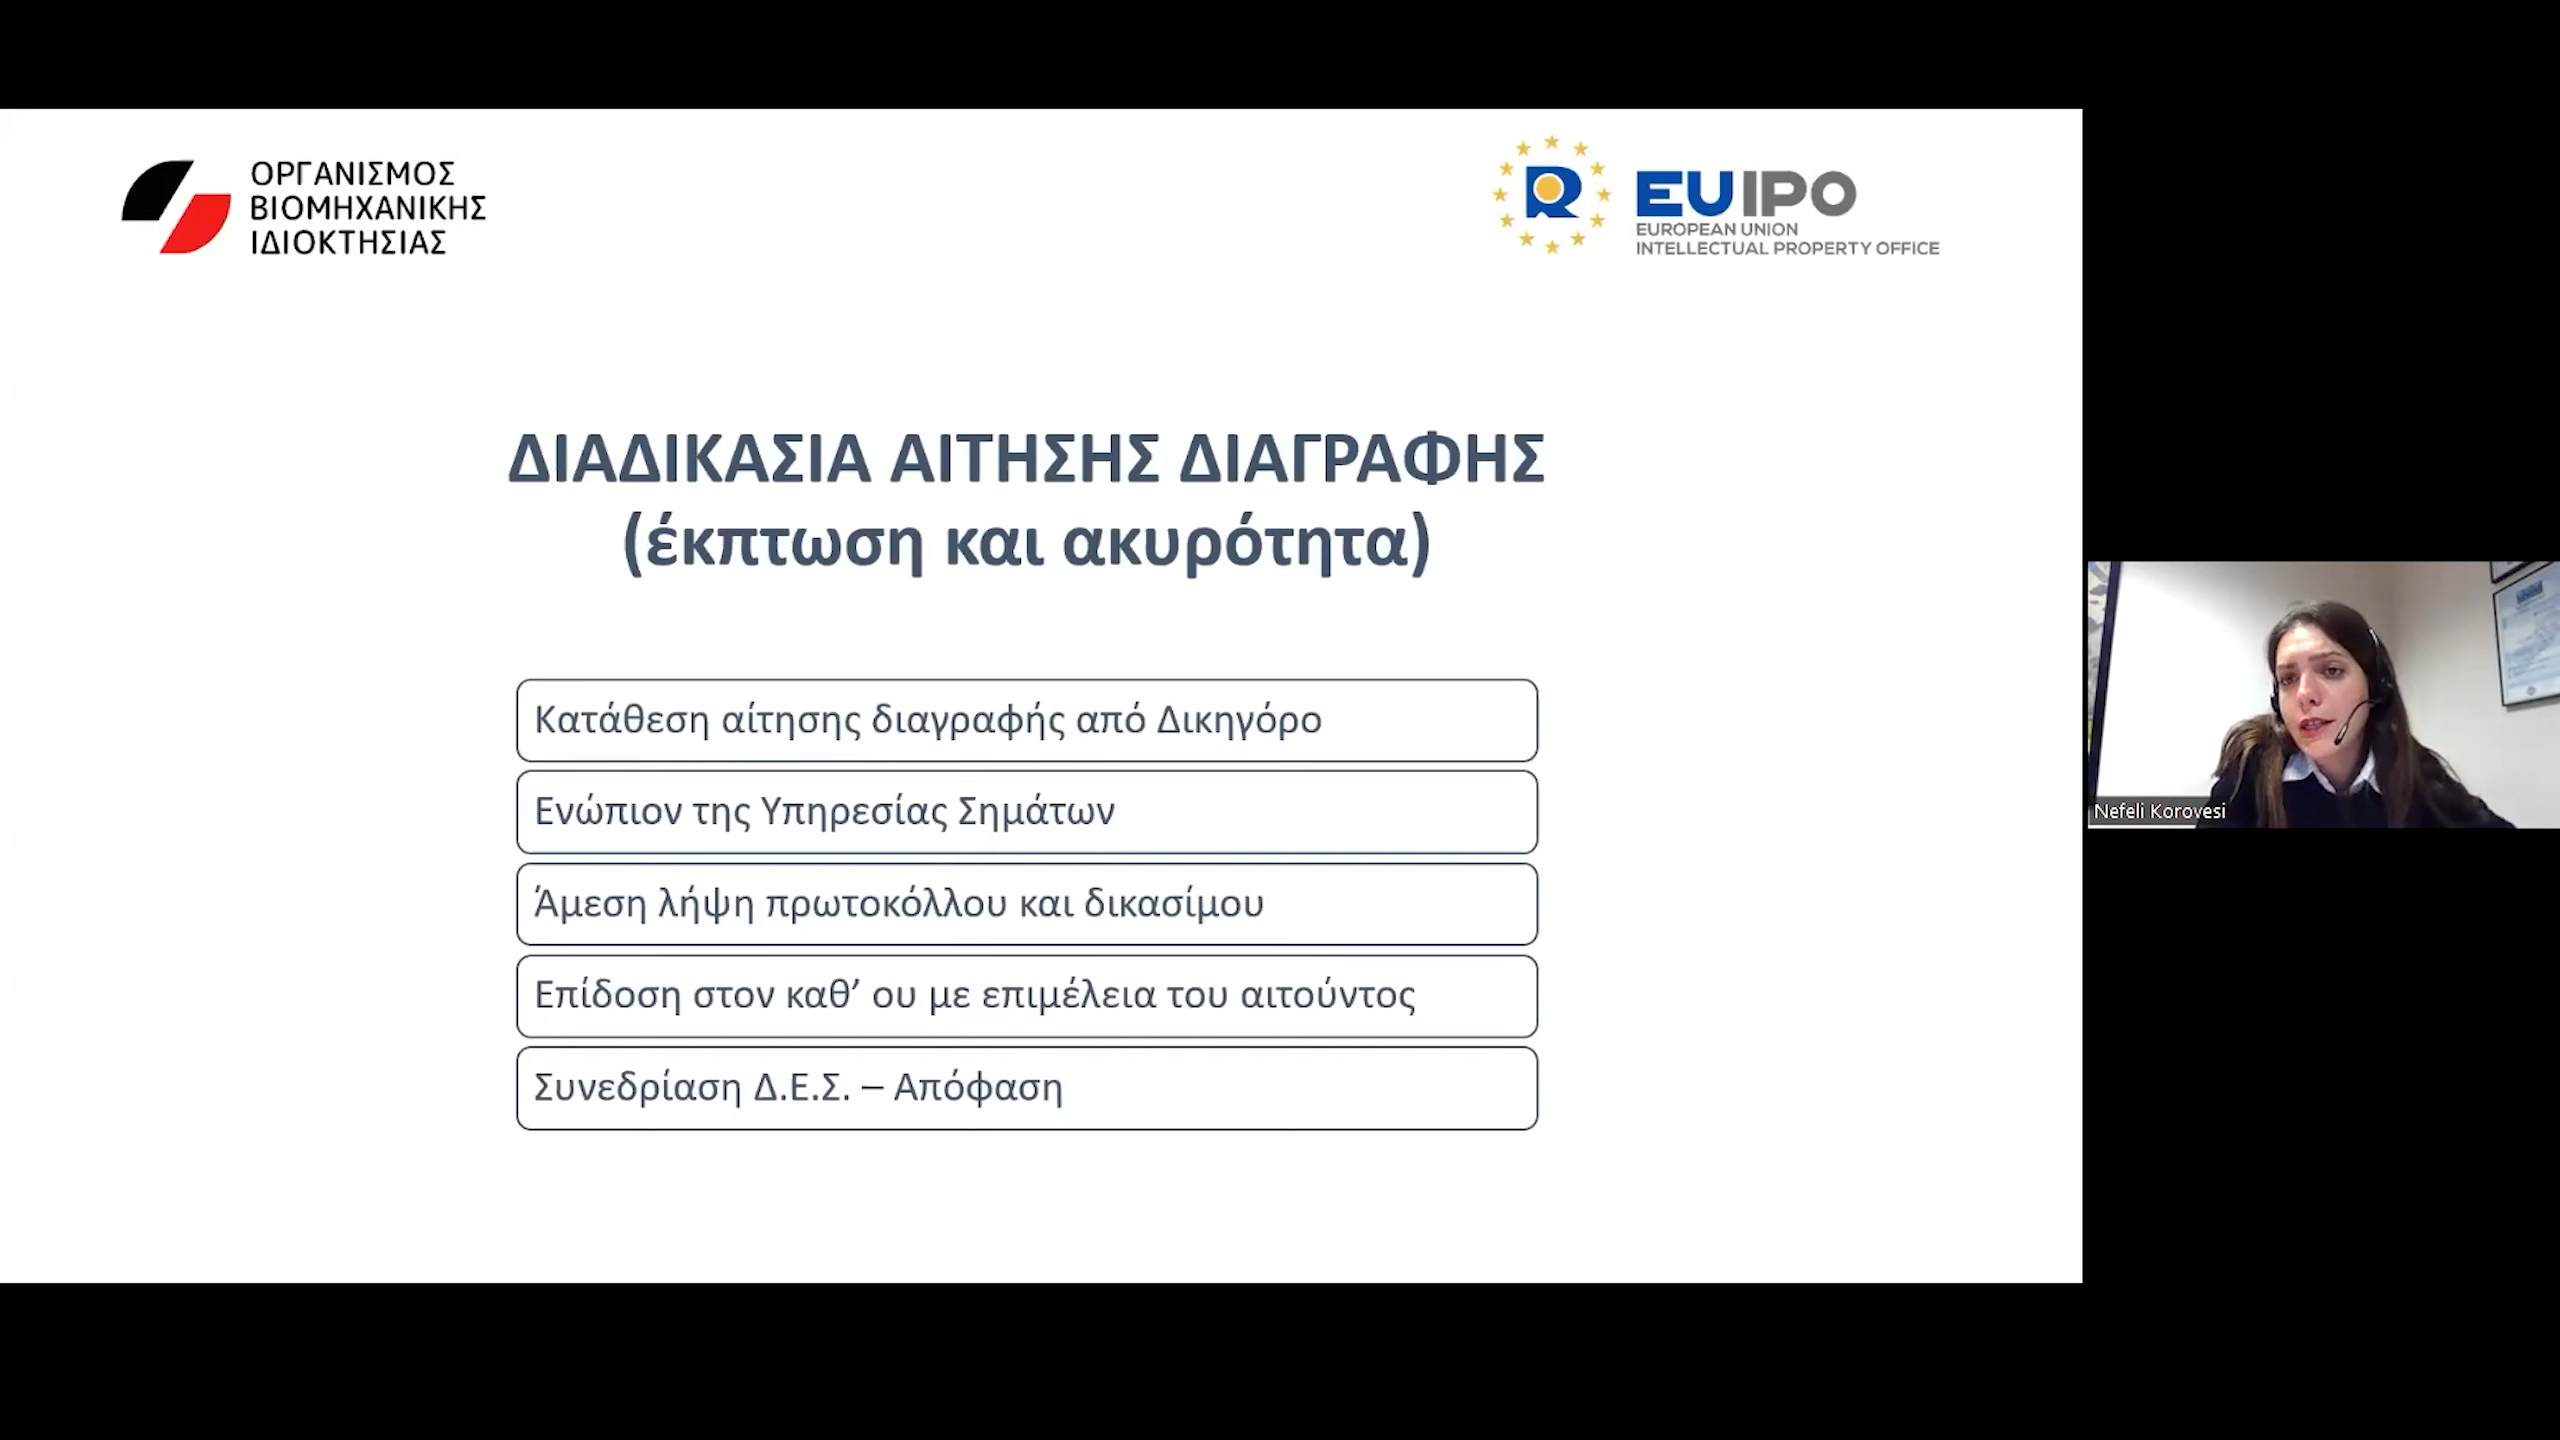 ΟΡΓΑΝΙΣΜΟΣ
ΒΙΟΜΗΧΑΝΙΚΗΣ
ΙΔΙΟΚΤΗΣΙΑΣ
EUIPO
EUROPEAN UNION
INTELLECTUAL PROPERTY OFFICE
ΔΙΑΔΙΚΑΣΙΑ ΑΙΤΗΣΗΣ ΔΙΑΓΡΑΦΗΣ
(έκπτωση και ακυρότητα)
Κατάθεση αίτησης διαγραφής από Δικηγόρο
Ενώπιον της Υπηρεσίας Σημάτων
Άμεση λήψη πρωτοκόλλου και δικασίμου
Επίδοση στον καθ’ ου με επιμέλεια του αιτούντος
Συνεδρίαση Δ.Ε.Σ. – Απόφαση
Nefeli Korovesi